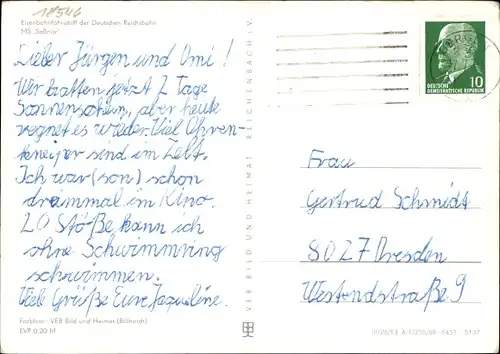 18546
Eisenbahnfährschiff der Deutschen Reichsbahn
MS „Saßnitz"
Lieber Jürgen und Omi!
Wir hatten jetzt 2 Tage
Sonnenschein, aber heute
regnet es wieder. Viel Ohren-
kneiper sind im Zelt.
Ich war (son) schon
dreimmal im Kino.
20 Stöße kann ich
ohne Schwimmring
schwimmen.
Viele Grüße Eure Jaqueline.
Farbfoto: VEB Bild und Heimat (Billhardt)
EVP 0,20 M
VEB BILD UND HEIMAT REICHENBACH i. V.
10
DEUTSCHE
DEMOKRATISCHE REPUBLIK
Frau
Gertrud Schmidt
8027 Dresden
Westendstraße 9